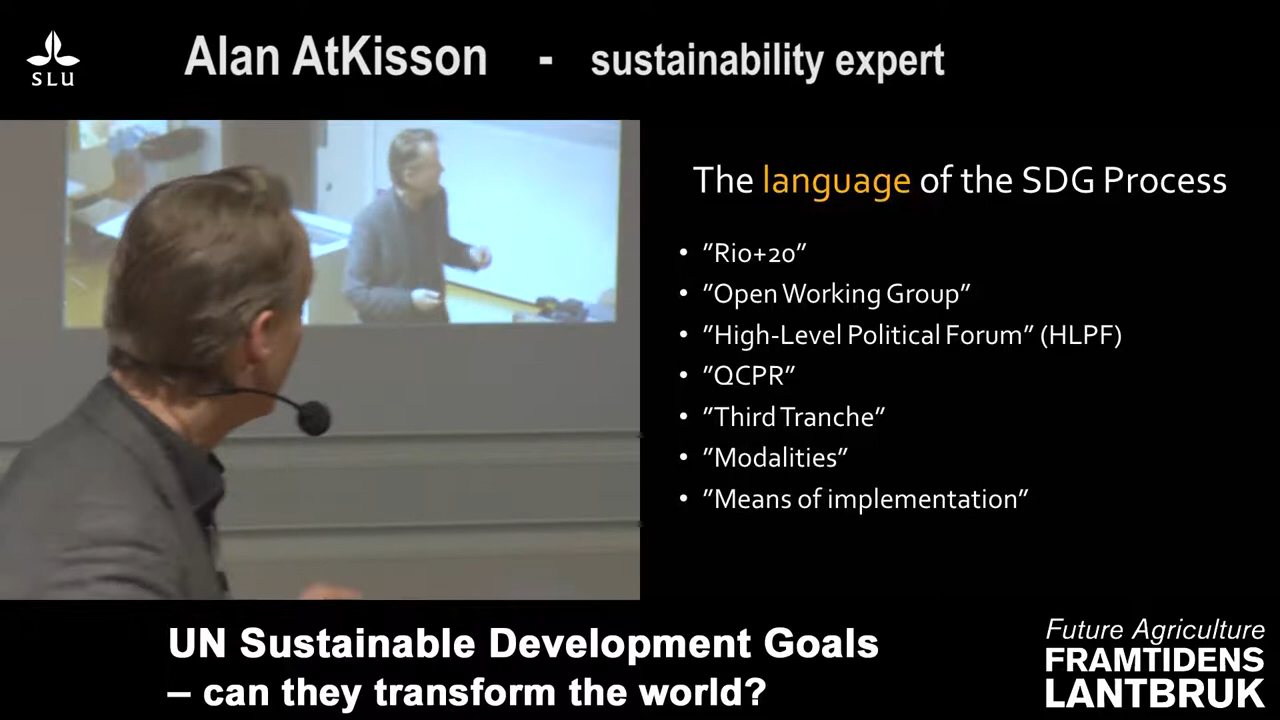 SLU
Alan AtKisson - sustainability expert
The language of the SDG Process
• ”Rio+20”
• ”Open Working Group”
• ”High-Level Political Forum” (HLPF)
• ”QCPR”
• ”Third Tranche”
• ”Modalities”
• ”Means of implementation”
UN Sustainable Development Goals
– can they transform the world?
Future Agriculture
FRAMTIDENS
LANTBRUK